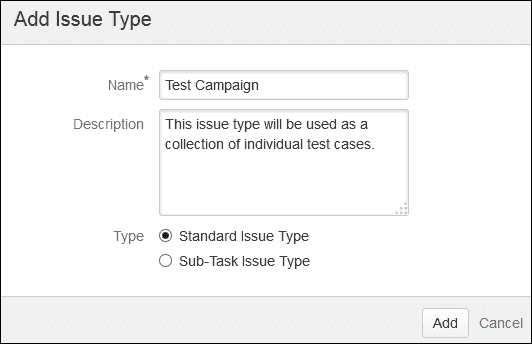 Add Issue Type
Name* Test Campaign
Description This issue type will be used as a
collection of individual test cases.
Type Standard Issue Type
Sub-Task Issue Type
Add Cancel